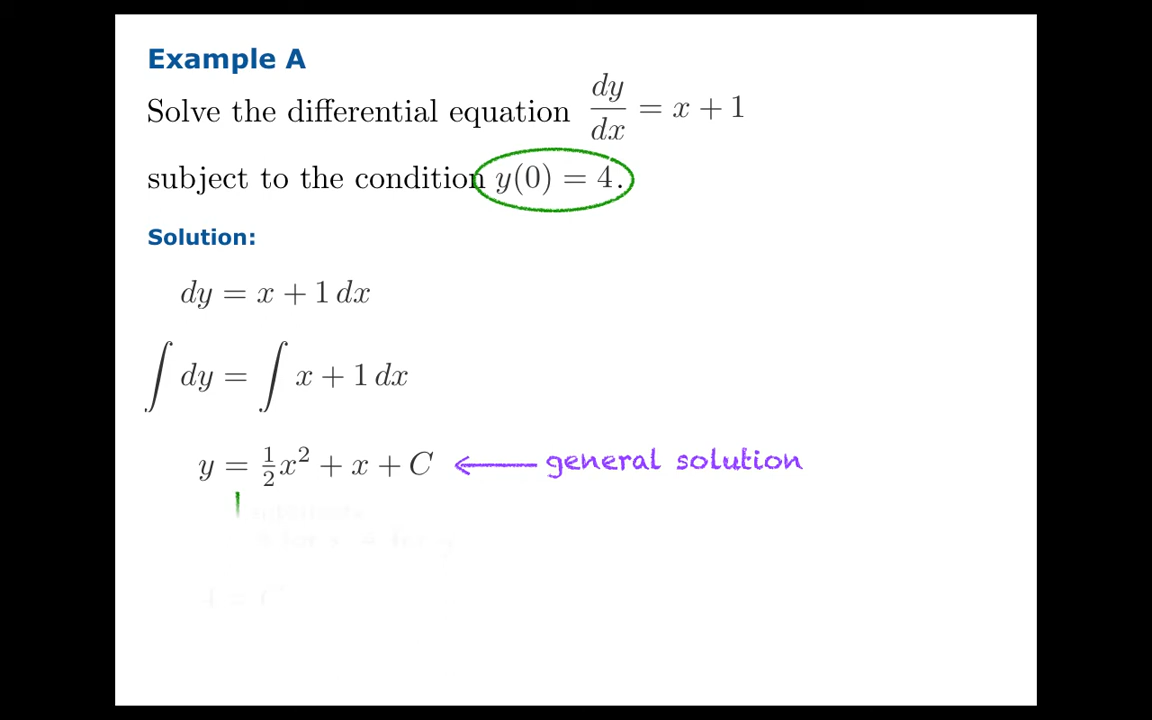 Example A
Solve the differential equation dy/dx = x + 1
subject to the condition y(0) = 4.
Solution:
dy = x + 1 dx
∫ dy = ∫ x + 1 dx
y = ½x² + x + C ← general solution